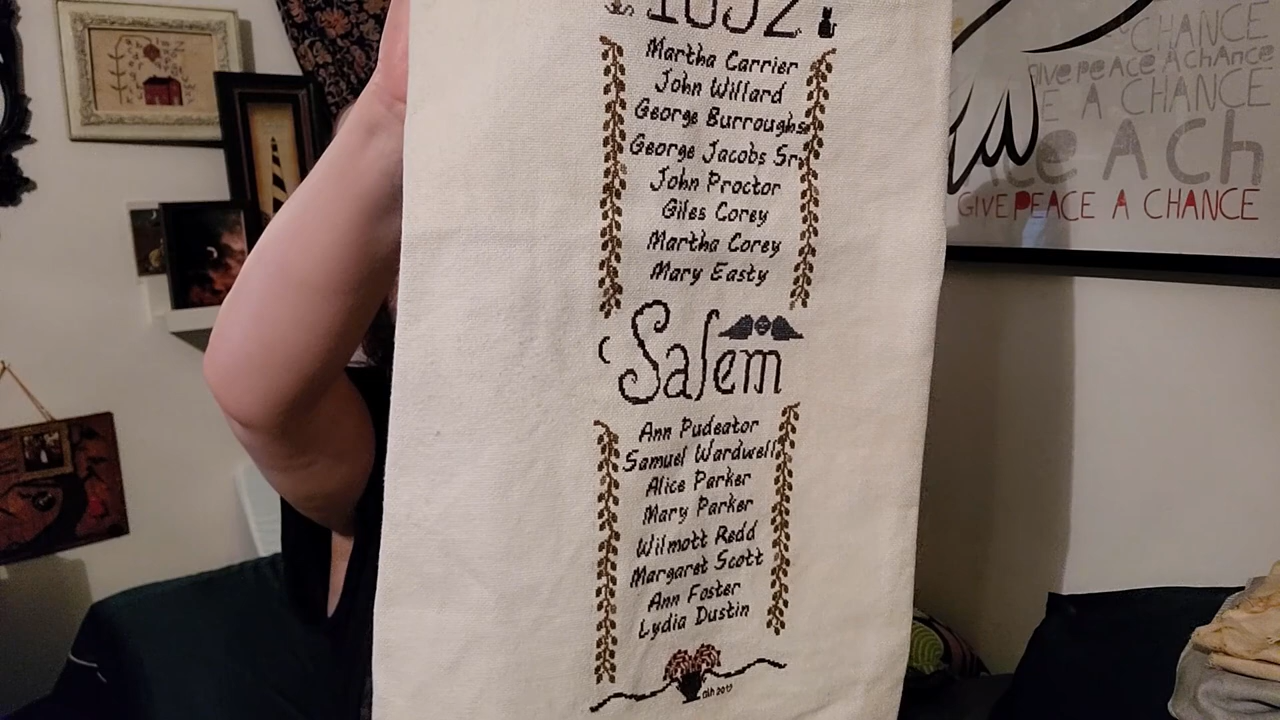 1692
Martha Carrier
John Willard
George Burroughs
George Jacobs Sr
John Proctor
Giles Corey
Martha Corey
Mary Easty
Salem
Ann Pudeator
Samuel Wardwell
Alice Parker
Mary Parker
Wilmott Redd
Margaret Scott
Ann Foster
Lydia Dustin
CHANCE
Give peace A chance
E A CHANCE
A Ch
GIVE PEACE A CHANCE